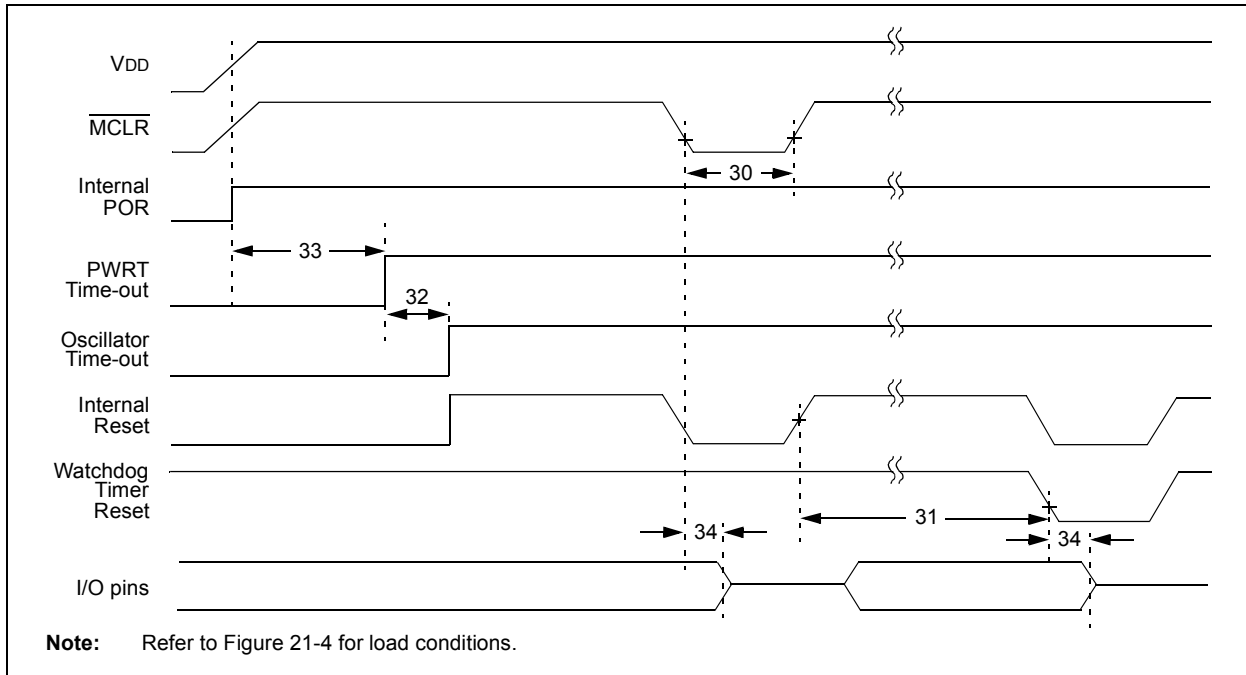 VDD
MCLR
30
Internal
POR
33
PWRT
Time-out
32
Oscillator
Time-out
Internal
Reset
Watchdog
Timer
Reset
31
34
34
I/O pins
Note: Refer to Figure 21-4 for load conditions.